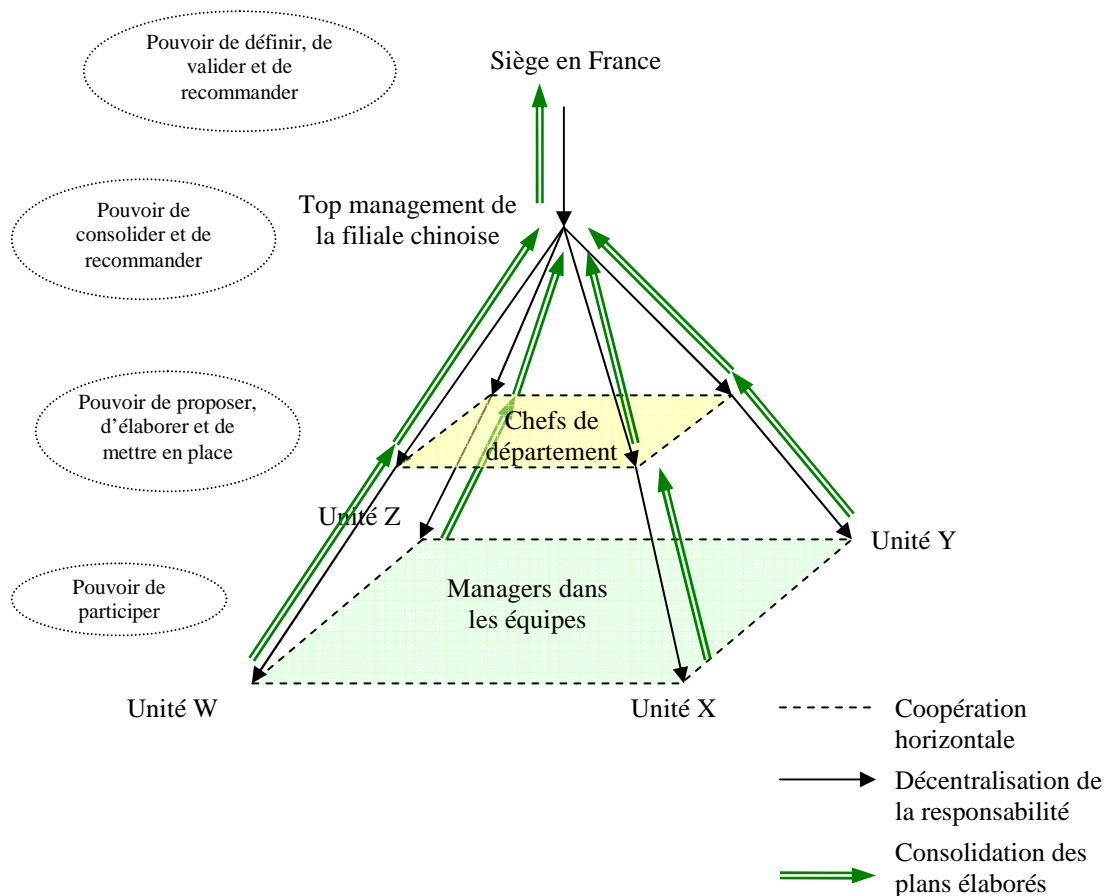 Pouvoir de définir, de
valider et de
recommander
Siège en France
Pouvoir de
consolider et de
recommander
Top management de
la filiale chinoise
Pouvoir de proposer,
d’élaborer et de
mettre en place
Chefs de
département
Unité Z
Unité Y
Pouvoir de
participer
Managers dans
les équipes
Unité W
Unité X
Coopération
horizontale
Décentralisation de
la responsabilité
Consolidation des
plans élaborés